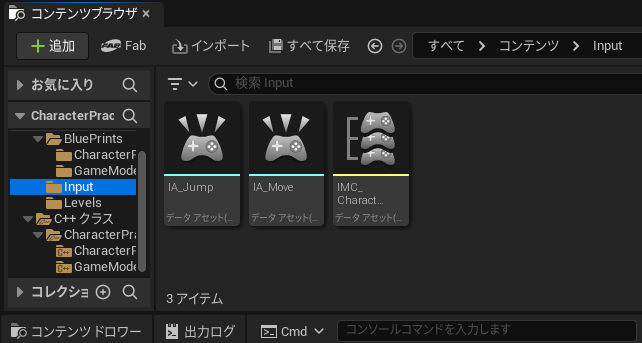 コンテンツブラウザ
追加
Fab
インポート
すべて保存
すべて > コンテンツ > Input
お気に入り
検索 Input
CharacterPrac
BluePrints
CharacterP
GameMode
Input
Levels
C++ クラス
CharacterPra
CharacterP
GameMode
コレクショ
IA_Jump
データ アセット(...
IA_Move
データ アセット(...
IMC_
Charact...
データ アセット(...
3 アイテム
コンテンツ ドロワー
出力ログ
Cmd
コンソールコマンドを入力します